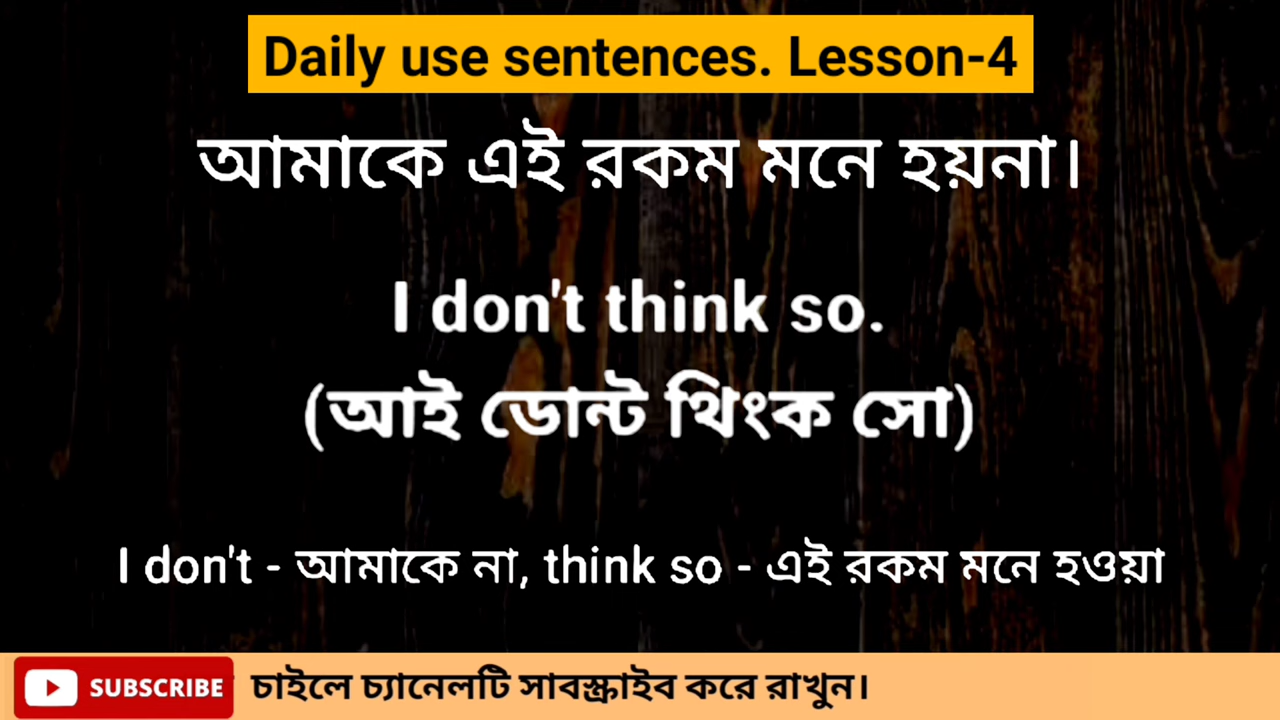 Daily use sentences. Lesson-4
আমাকে এই রকম মনে হয়না।
I don't think so.
(আই ডোন্ট থিংক সো)
I don't - আমাকে না, think so - এই রকম মনে হওয়া
SUBSCRIBE চাইলে চ্যানেলটি সাবস্ক্রাইব করে রাখুন।